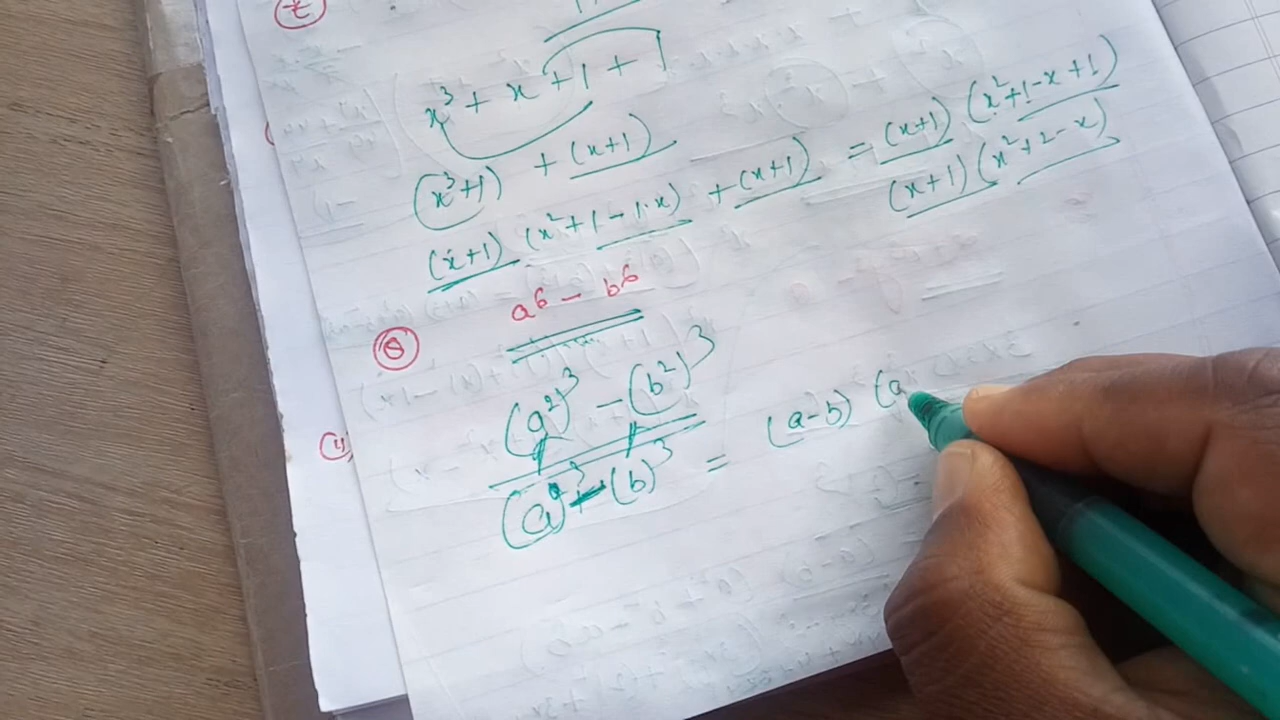 x³ + x + 1 + 1
(x³+1) + (x+1)
(x+1) (x²+1-1·x) + (x+1) = (x+1) (x²+1-x+1)
(x+1) (x²+2-x)
⑧ a⁶ - b⁶
(a²)³ - (b²)³
(a)³ - (b)³ = (a-b) (a